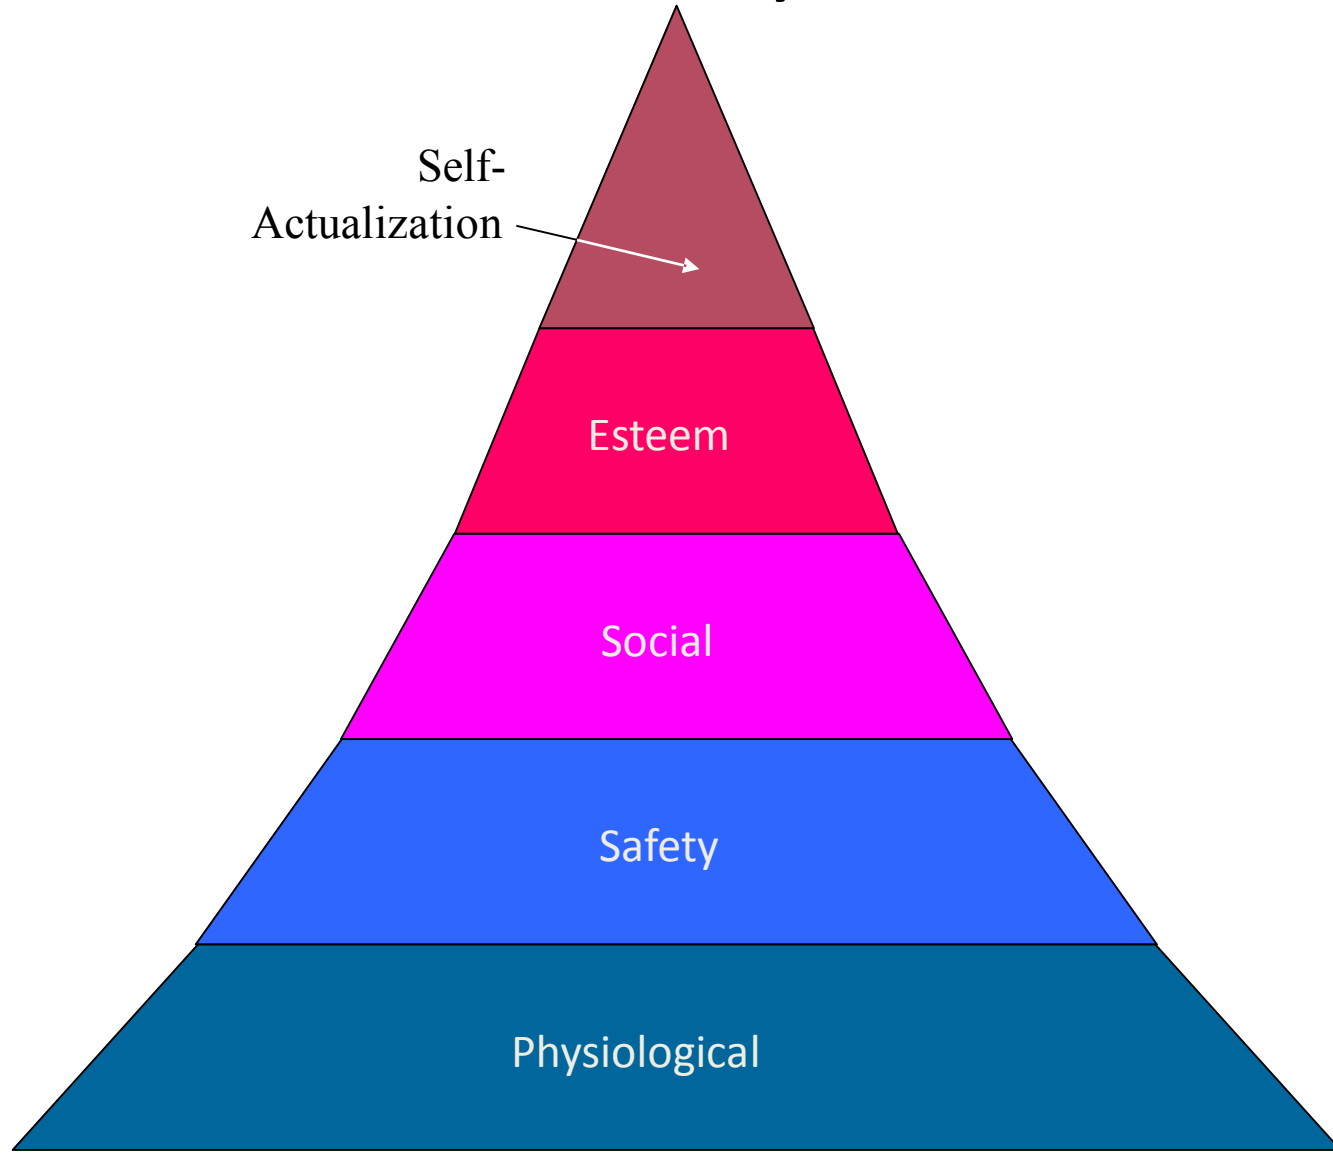 Self-
Actualization
Esteem
Social
Safety
Physiological